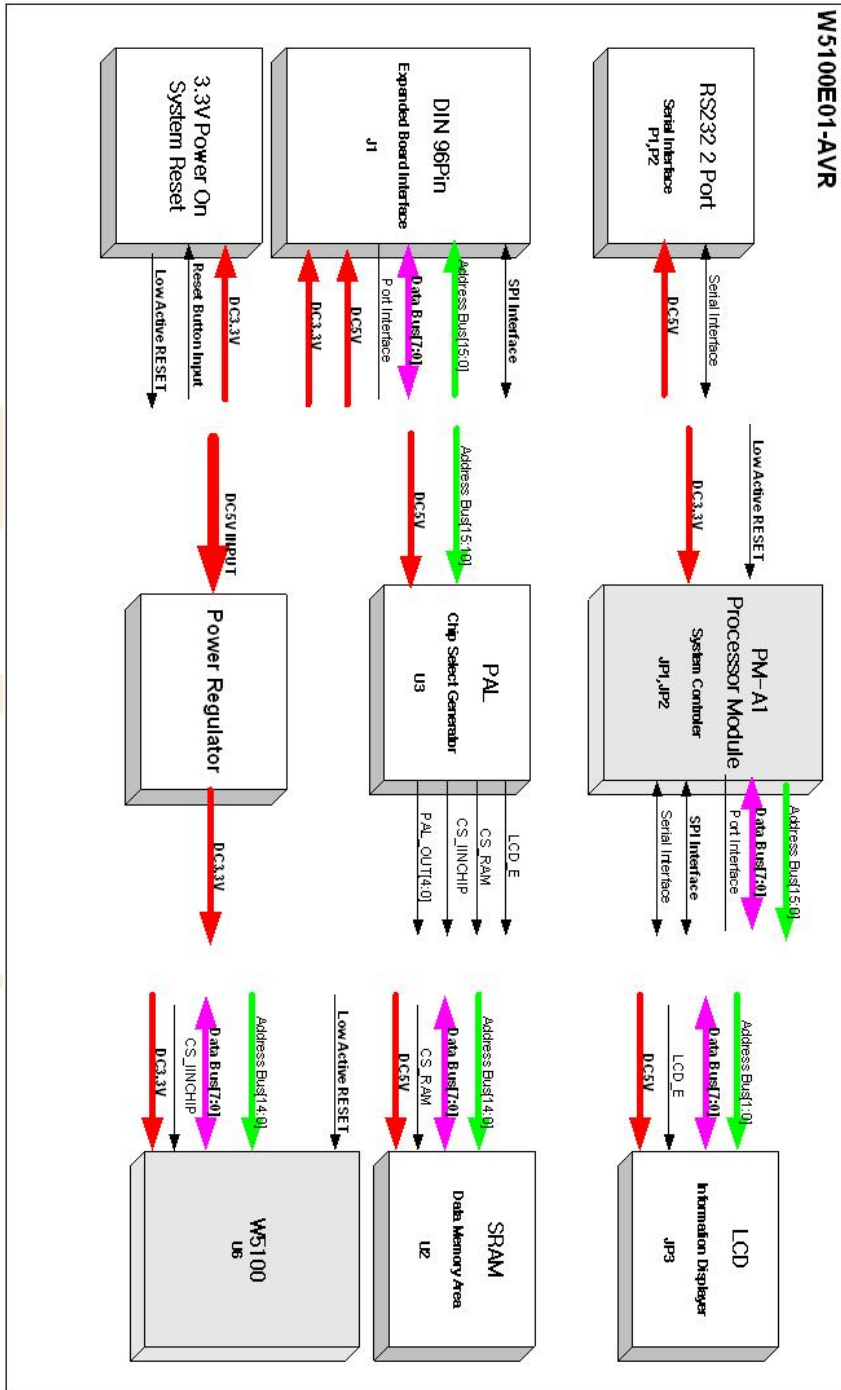 W5100E01-AVR
RS232 2 Port
Serial Interface
P1,P2
Serial Interface
DC5V
Low Active RESET
DC3,3V
PM-A1
Processor Module
System Controler
JP1,JP2
Address Bus[15:0]
Data Bus[7:0]
Port Interface
SPI Interface
Serial Interface
Address Bus[1:0]
Data Bus[7:0]
LCD_E
DC5V
LCD
Information Displayer
JP3
DIN 96Pin
Expanded Board Interface
J1
SPI Interface
Address Bus[15:0]
Data Bus[7:0]
Port Interface
DC5V
DC3.3V
Address Bus[15:10]
DC5V
PAL
Chip Select Generator
U3
LCD_E
CS_RAM
CS_IINCHIP
PAL_OUT[4:0]
Address Bus[14:0]
Data Bus[7:0]
CS_RAM
DC5V
SRAM
Data Memory Area
U2
3.3V Power On
System Reset
DC3.3V
Reset Button Input
Low Active RESET
DC5V INPUT
Power Regulator
DC3.3V
Low Active RESET
Address Bus[14:0]
Data Bus[7:0]
CS_IINCHIP
DC3.3V
W5100
U6